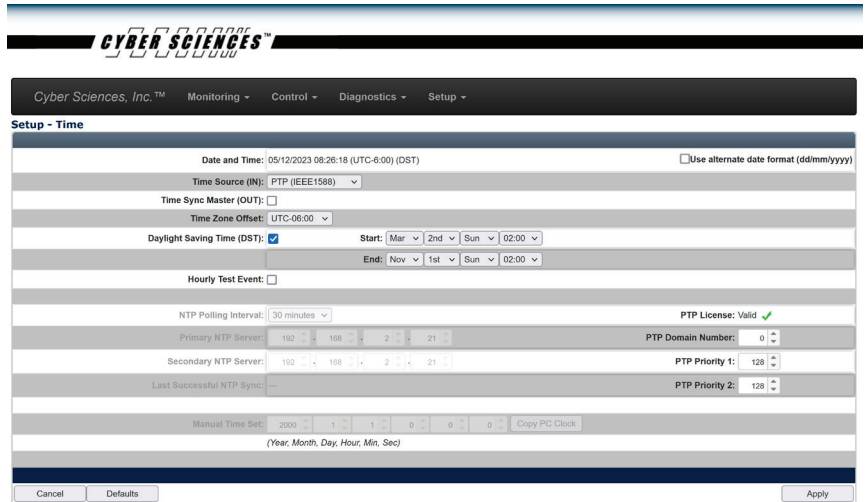 CYBER SCIENCES™
Cyber Sciences, Inc.™ Monitoring Control Diagnostics Setup
Setup - Time
Date and Time: 05/12/2023 08:26:18 (UTC-6:00) (DST) Use alternate date format (dd/mm/yyyy)
Time Source (IN): PTP (IEEE1588)
Time Sync Master (OUT):
Time Zone Offset: UTC-06:00
Daylight Saving Time (DST): Start: Mar 2nd Sun 02:00
End: Nov 1st Sun 02:00
Hourly Test Event:
NTP Polling Interval: 30 minutes PTP License: Valid
Primary NTP Server: 192 . 168 . 2 . 21 PTP Domain Number: 0
Secondary NTP Server: 192 . 168 . 2 . 21 PTP Priority 1: 128
Last Successful NTP Sync: --- PTP Priority 2: 128
Manual Time Set: 2000 1 1 0 0 0 Copy PC Clock
(Year, Month, Day, Hour, Min, Sec)
Cancel Defaults Apply